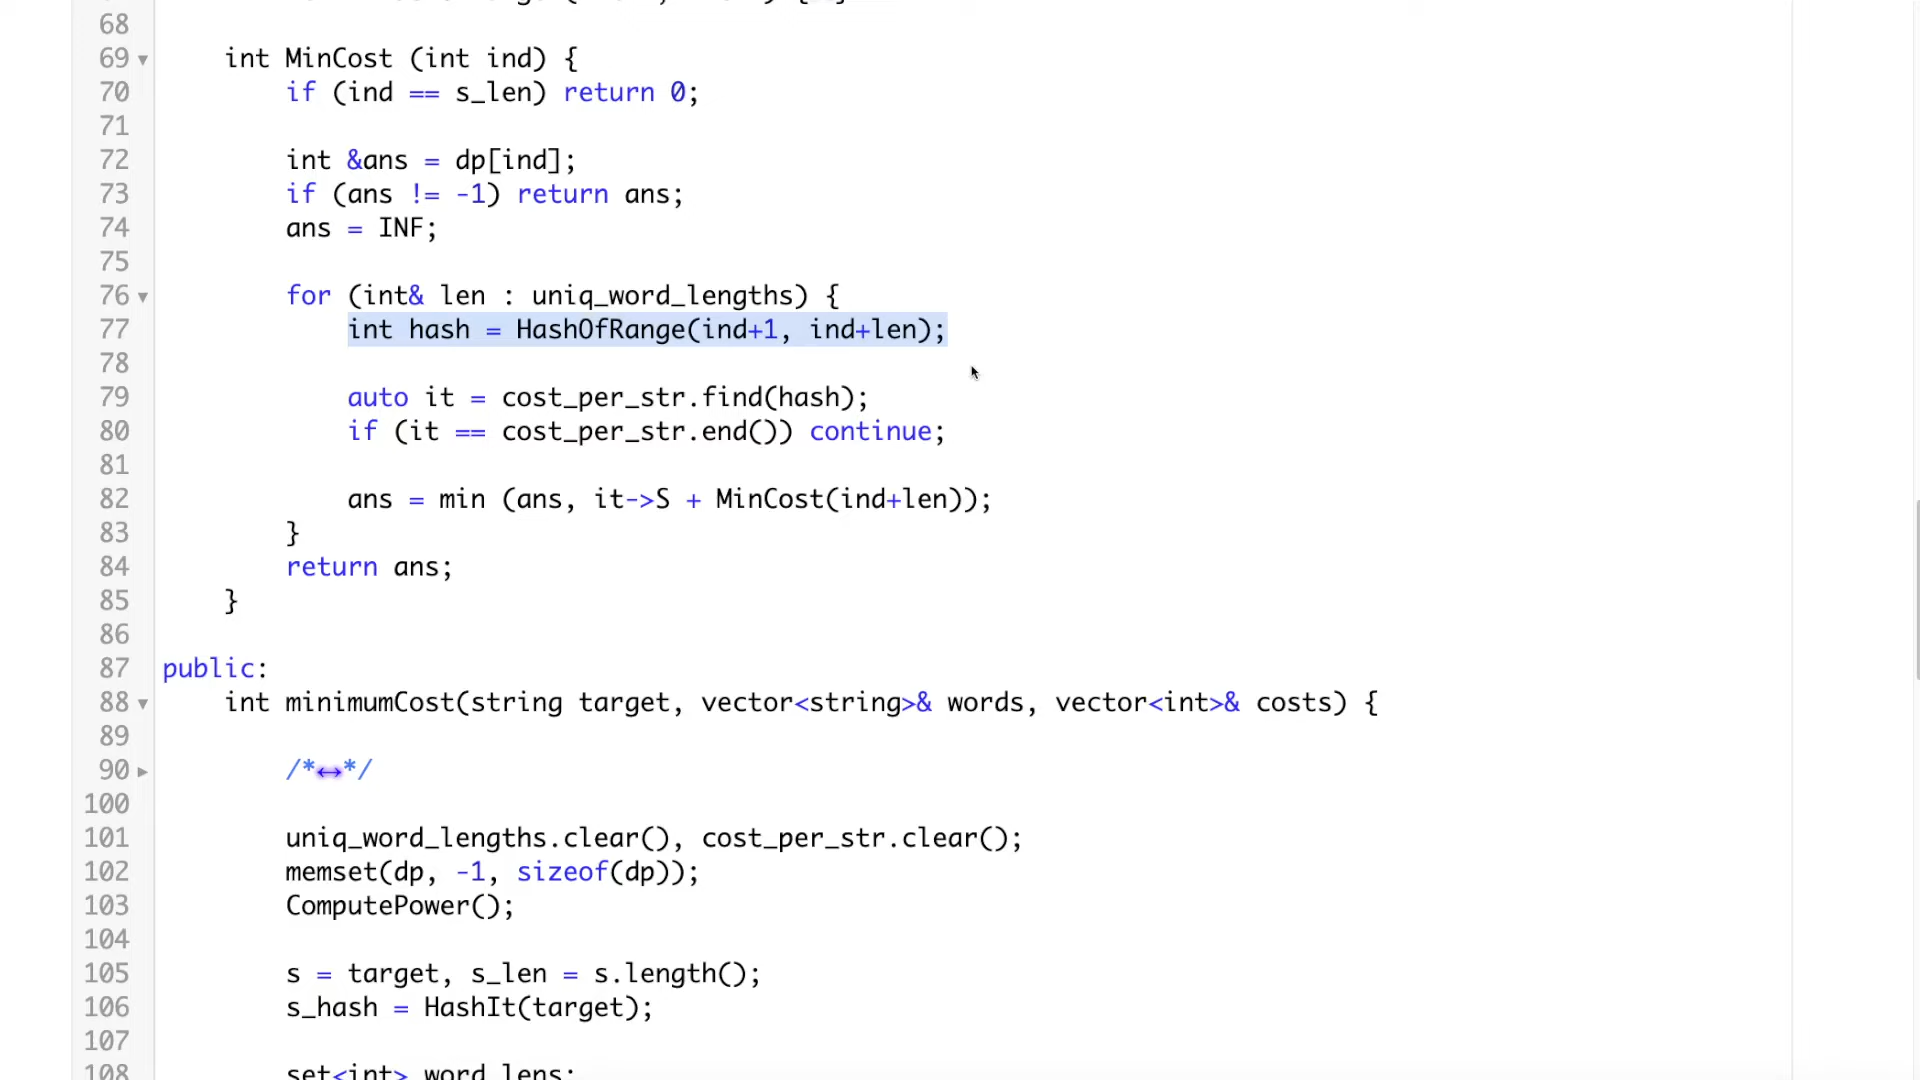 68
69 int MinCost (int ind) {
70 if (ind == s_len) return 0;
71
72 int &ans = dp[ind];
73 if (ans != -1) return ans;
74 ans = INF;
75
76 for (int& len : uniq_word_lengths) {
77 int hash = HashOfRange(ind+1, ind+len);
78
79 auto it = cost_per_str.find(hash);
80 if (it == cost_per_str.end()) continue;
81
82 ans = min (ans, it->S + MinCost(ind+len));
83 }
84 return ans;
85 }
86
87 public:
88 int minimumCost(string target, vector<string>& words, vector<int>& costs) {
89
90 /*↔*/
100
101 uniq_word_lengths.clear(), cost_per_str.clear();
102 memset(dp, -1, sizeof(dp));
103 ComputePower();
104
105 s = target, s_len = s.length();
106 s_hash = HashIt(target);
107
108 set<int> word_lens;